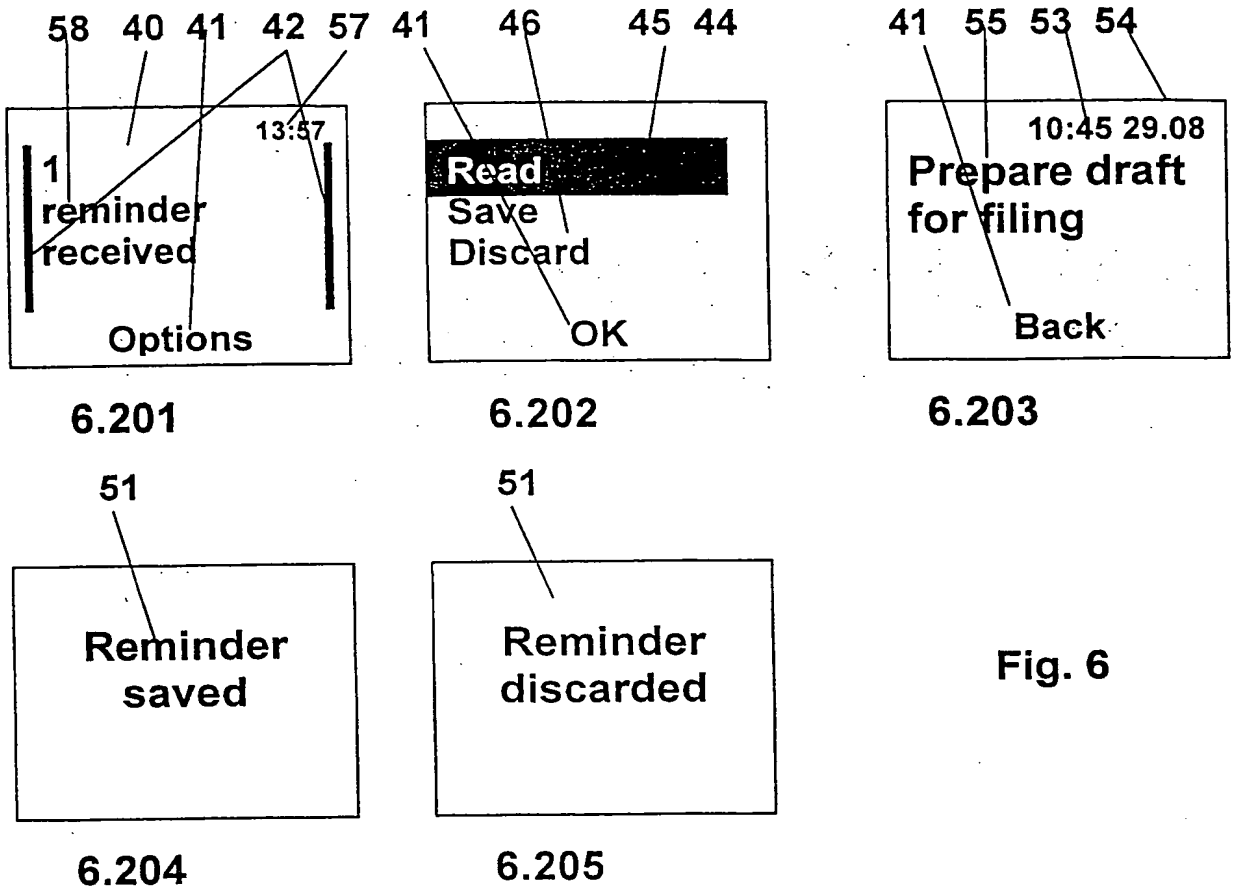 58 40 41 42 57 41 46 45 44 41 55 53 54
13:57
1
reminder
received
Options
Read
Save
Discard
OK
10:45 29.08
Prepare draft
for filing
Back
6.201 6.202 6.203
51 51
Reminder
saved
Reminder
discarded
Fig. 6
6.204 6.205